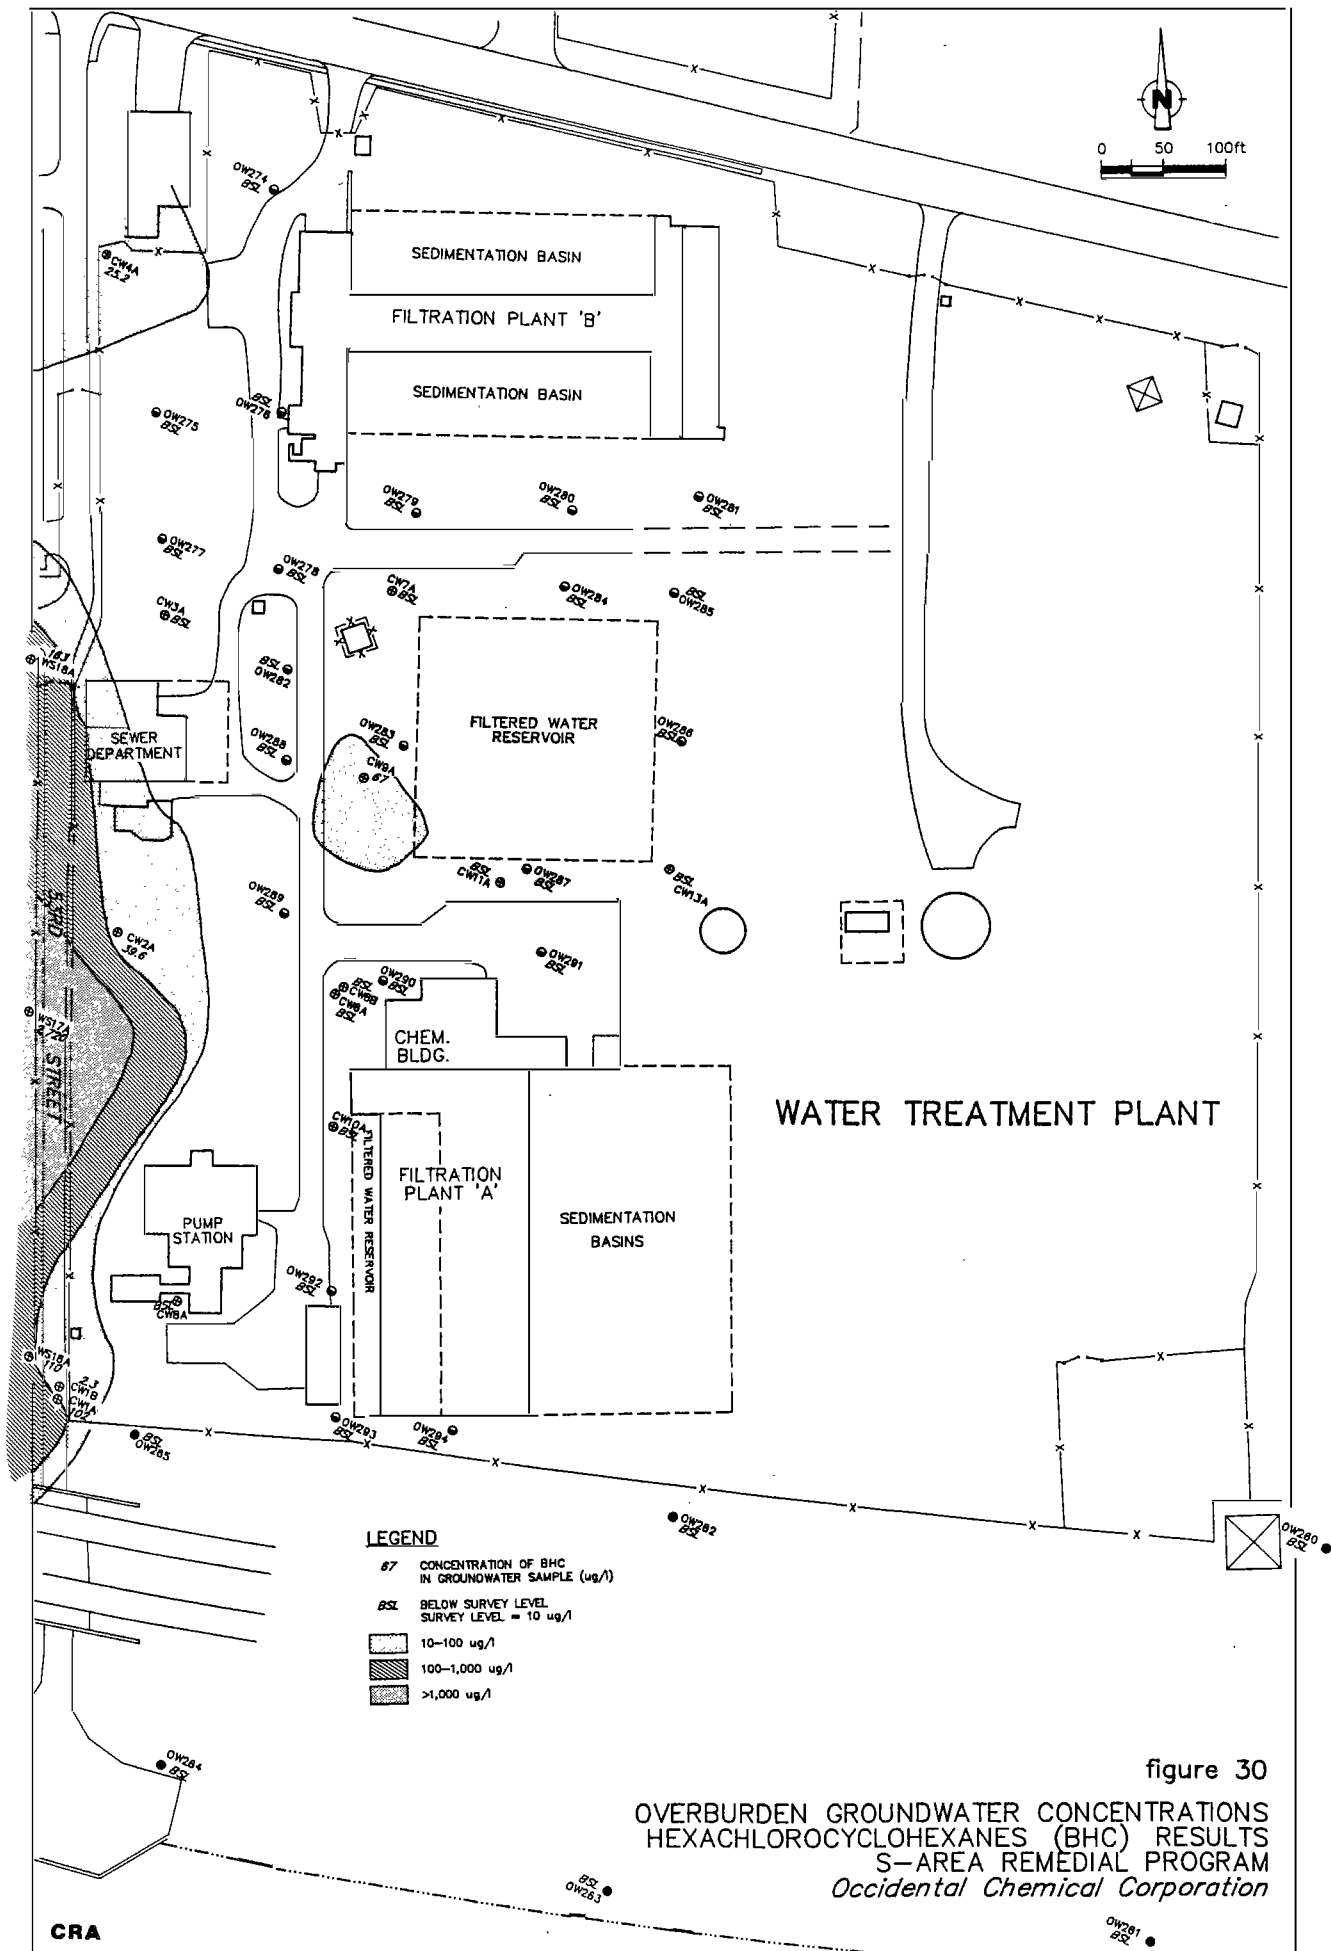 N
0 50 100ft
OW274
BSL
CW4A
25.2
SEDIMENTATION BASIN
FILTRATION PLANT 'B'
SEDIMENTATION BASIN
BSL
OW276
OW275
BSL
OW279
BSL
OW280
BSL
OW281
BSL
OW277
BSL
OW278
BSL
CW7A
BSL
OW284
BSL
BSL
OW285
CW3A
BSL
163
WS18A
BSL
OW282
SEWER
DEPARTMENT
OW283
BSL
OW288
BSL
CW9A
67
FILTERED WATER
RESERVOIR
OW286
BSL
BSL
CW11A
OW287
BSL
BSL
CW13A
OW289
BSL
53RD STREET
CW2A
39.6
OW291
BSL
OW290
BSL
BSL
CW6B
CW6A
BSL
WS17A
2,720
CHEM.
BLDG.
WATER TREATMENT PLANT
CW10A
BSL
FILTERED WATER RESERVOIR
FILTRATION
PLANT 'A'
SEDIMENTATION
BASINS
PUMP
STATION
OW292
BSL
BSL
CW8A
WS16A
110
2.3
CW1B
CW1A
102
BSL
OW265
OW293
BSL
OW294
BSL
OW262
BSL
OW260
BSL
LEGEND
67 CONCENTRATION OF BHC
IN GROUNDWATER SAMPLE (ug/l)
BSL BELOW SURVEY LEVEL
SURVEY LEVEL = 10 ug/l
10-100 ug/l
100-1,000 ug/l
>1,000 ug/l
OW264
BSL
figure 30
OVERBURDEN GROUNDWATER CONCENTRATIONS
HEXACHLOROCYCLOHEXANES (BHC) RESULTS
S-AREA REMEDIAL PROGRAM
Occidental Chemical Corporation
BSL
OW263
OW261
BSL
CRA